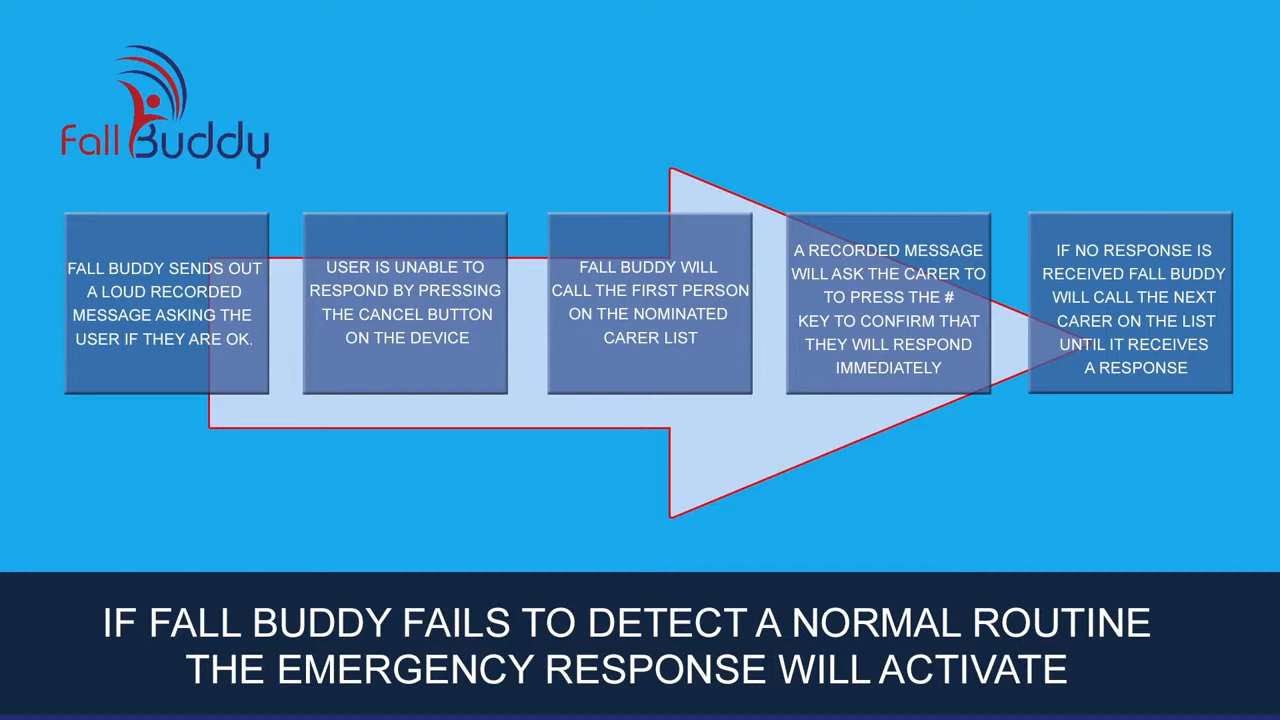 Fall Buddy
FALL BUDDY SENDS OUT
A LOUD RECORDED
MESSAGE ASKING THE
USER IF THEY ARE OK.
USER IS UNABLE TO
RESPOND BY PRESSING
THE CANCEL BUTTON
ON THE DEVICE
FALL BUDDY WILL
CALL THE FIRST PERSON
ON THE NOMINATED
CARER LIST
A RECORDED MESSAGE
WILL ASK THE CARER TO
TO PRESS THE #
KEY TO CONFIRM THAT
THEY WILL RESPOND
IMMEDIATELY
IF NO RESPONSE IS
RECEIVED FALL BUDDY
WILL CALL THE NEXT
CARER ON THE LIST
UNTIL IT RECEIVES
A RESPONSE
IF FALL BUDDY FAILS TO DETECT A NORMAL ROUTINE
THE EMERGENCY RESPONSE WILL ACTIVATE